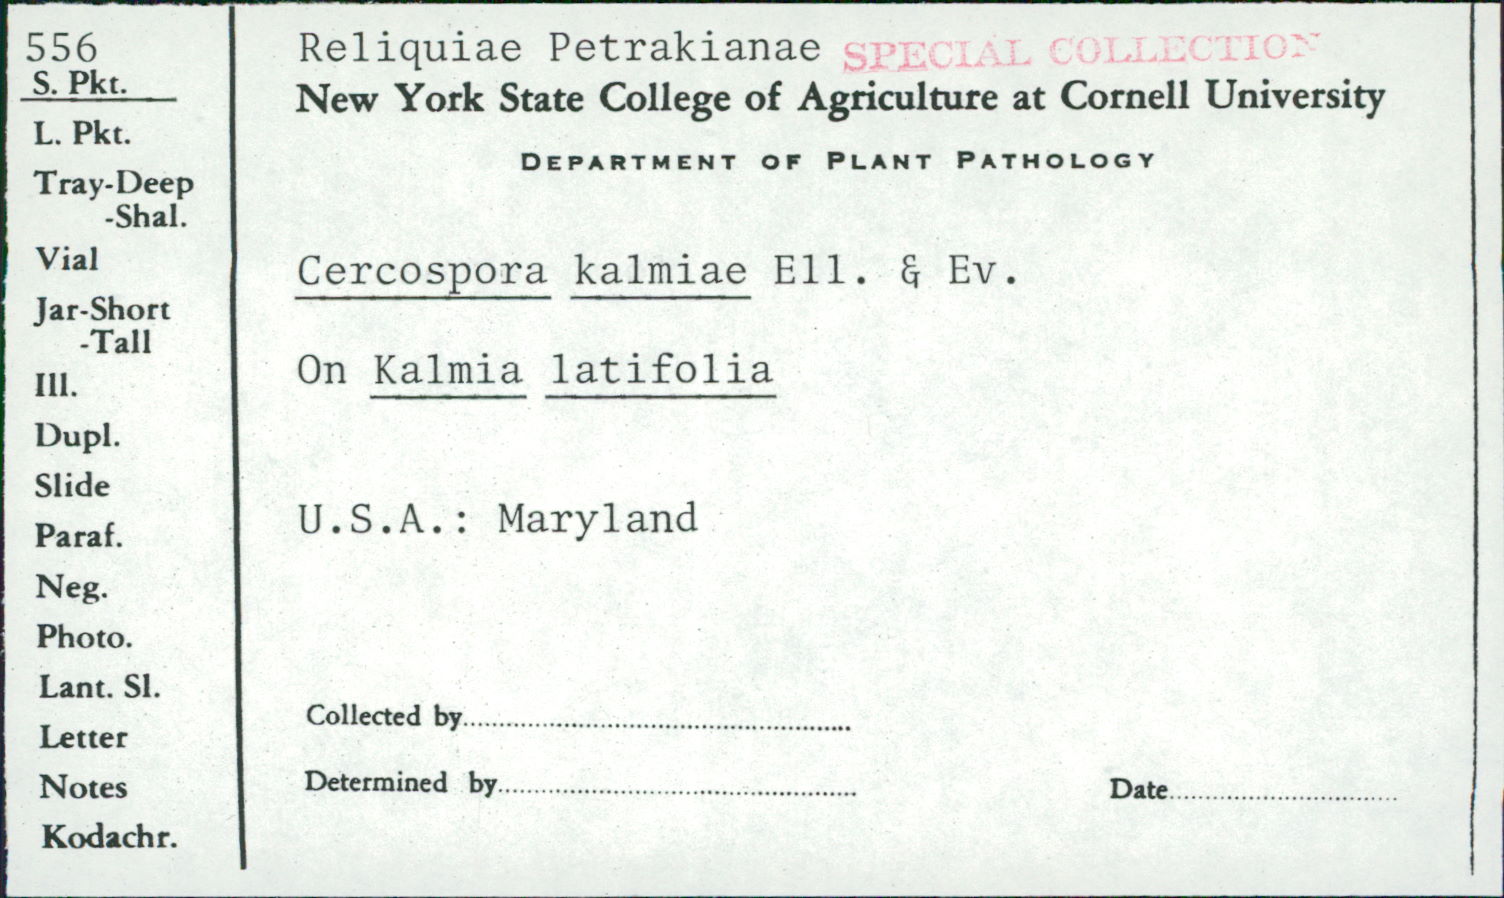 556
S. Pkt.
L. Pkt.
Tray-Deep
-Shal.
Vial
Jar-Short
-Tall
Ill.
Dupl.
Slide
Paraf.
Neg.
Photo.
Lant. Sl.
Letter
Notes
Kodachr.
Reliquiae Petrakianae SPECIAL COLLECTION
New York State College of Agriculture at Cornell University
DEPARTMENT OF PLANT PATHOLOGY
Cercospora kalmiae Ell. & Ev.
On Kalmia latifolia
U.S.A.: Maryland
Collected by
Determined by Date